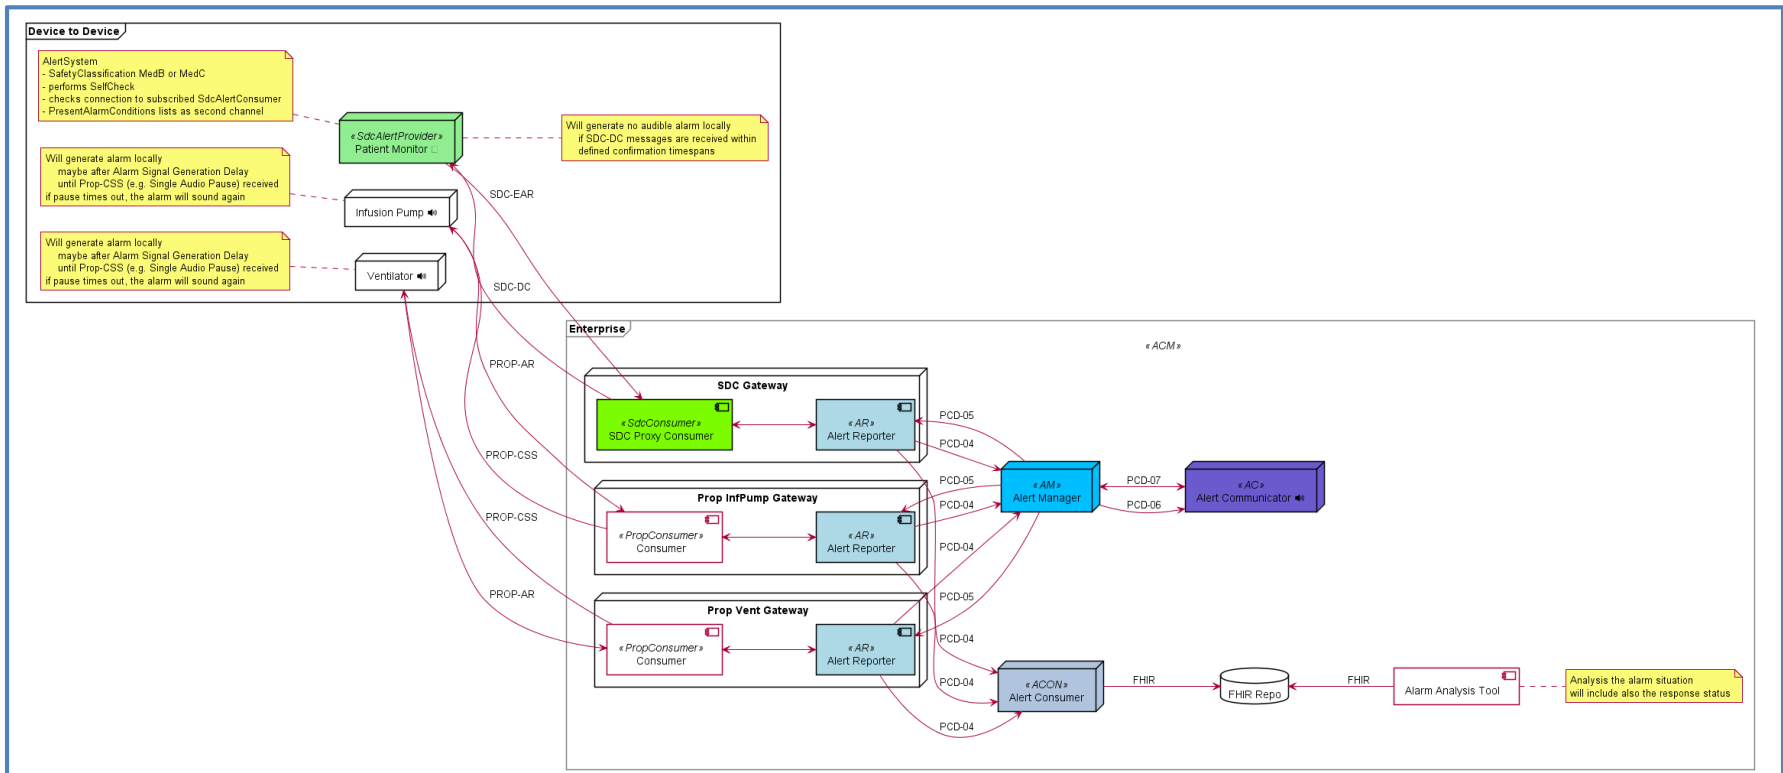 Device to Device
AlertSystem
- SafetyClassification MedB or MedC
- performs SelfCheck
- checks connection to subscribed SdcAlertConsumer
- PresentAlarmConditions lists as second channel
«SdcAlertProvider»
Patient Monitor
Will generate no audible alarm locally
if SDC-DC messages are received within
defined confirmation timespans
Will generate alarm locally
maybe after Alarm Signal Generation Delay
until Prop-CSS (e.g. Single Audio Pause) received
if pause times out, the alarm will sound again
Infusion Pump
SDC-EAR
Will generate alarm locally
maybe after Alarm Signal Generation Delay
until Prop-CSS (e.g. Single Audio Pause) received
if pause times out, the alarm will sound again
Ventilator
SDC-DC
PROP-AR
PROP-CSS
PROP-CSS
PROP-AR
Enterprise
«ACM»
SDC Gateway
«SdcConsumer»
SDC Proxy Consumer
«AR»
Alert Reporter
PCD-05
PCD-04
Prop InfPump Gateway
«PropConsumer»
Consumer
«AR»
Alert Reporter
PCD-05
PCD-04
PCD-04
«AM»
Alert Manager
PCD-07
PCD-06
«AC»
Alert Communicator
Prop Vent Gateway
«PropConsumer»
Consumer
«AR»
Alert Reporter
PCD-05
PCD-04
PCD-04
PCD-04
«ACON»
Alert Consumer
FHIR
FHIR Repo
FHIR
Alarm Analysis Tool
Analysis the alarm situation
will include also the response status